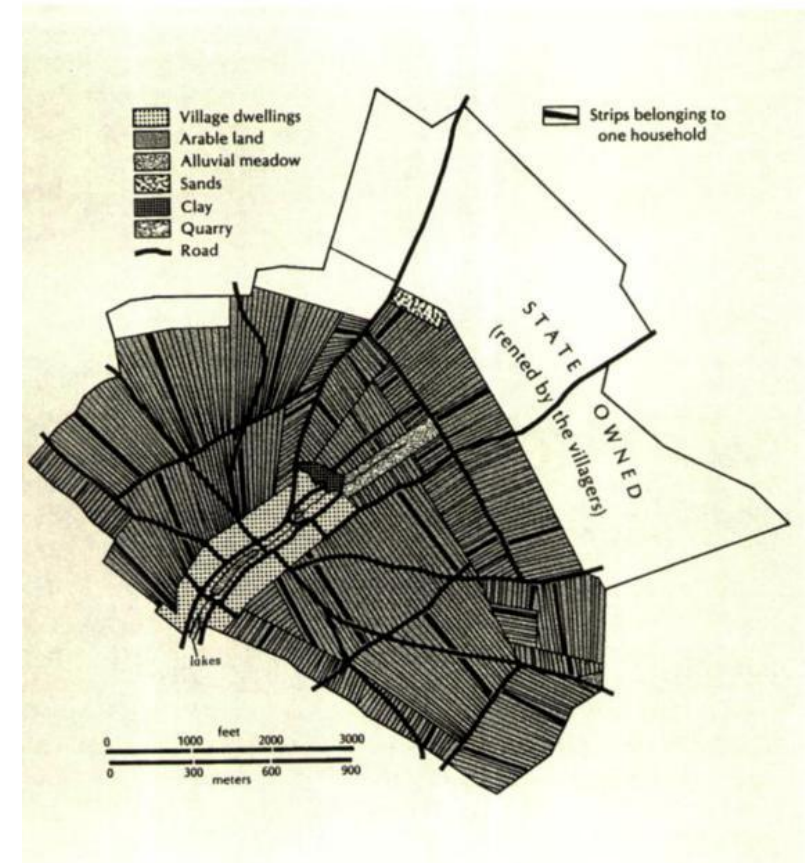 Village dwellings
Arable land
Alluvial meadow
Sands
Clay
Quarry
Road
Strips belonging to
one household
STATE OWNED
(rented by the villagers)
lakes
0 1000 feet 2000 3000
0 300 600 900
meters